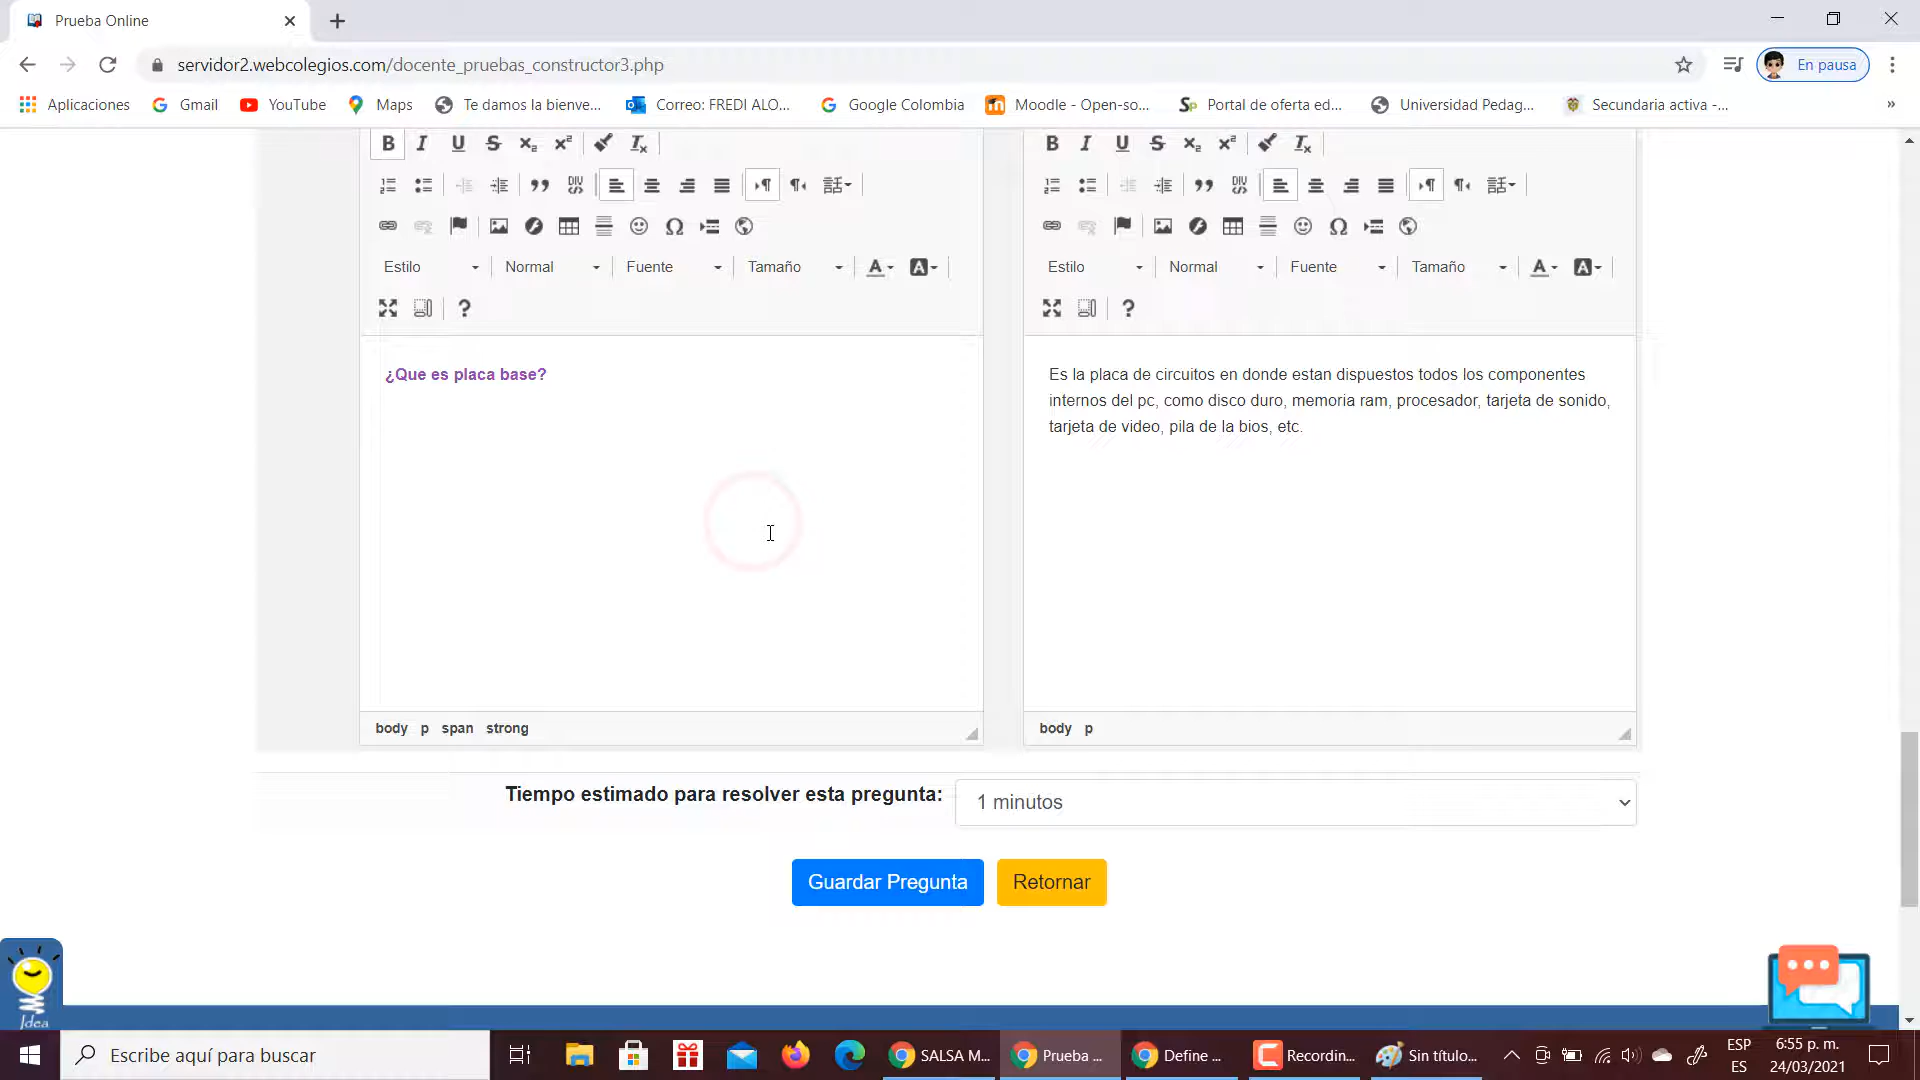 Prueba Online
servidor2.webcolegios.com/docente_pruebas_constructor3.php
En pausa
Aplicaciones Gmail YouTube Maps Te damos la bienve... Correo: FREDI ALO... Google Colombia Moodle - Open-so... Portal de oferta ed... Universidad Pedag... Secundaria activa -...
Estilo Normal Fuente Tamaño
Estilo Normal Fuente Tamaño
¿Que es placa base?
Es la placa de circuitos en donde estan dispuestos todos los componentes
internos del pc, como disco duro, memoria ram, procesador, tarjeta de sonido,
tarjeta de video, pila de la bios, etc.
body p span strong
body p
Tiempo estimado para resolver esta pregunta: 1 minutos
Guardar Pregunta Retornar
Idea
Escribe aquí para buscar
SALSA M... Prueba ... Define ... Recordin... Sin título...
ESP
ES
6:55 p. m.
24/03/2021